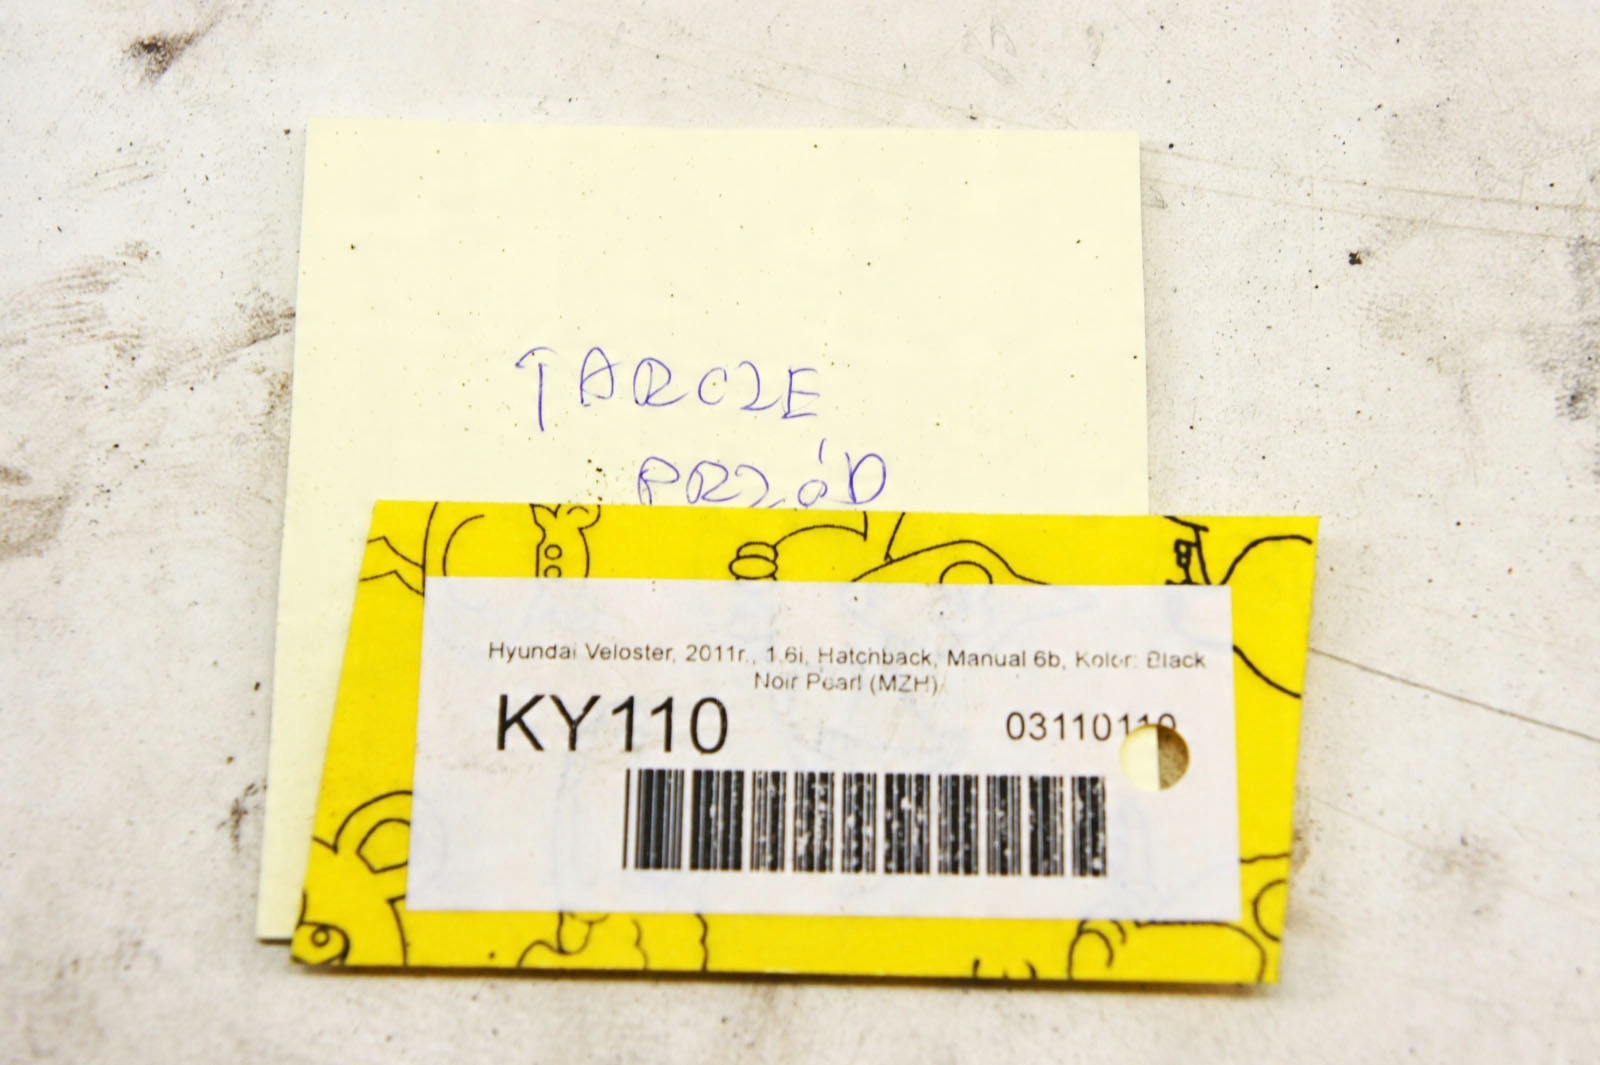 TARCZE
PRZÓD
Hyundai Veloster, 2011r., 1.6i, Hatchback, Manual 6b, Kolor: Black
Noir Pearl (MZH)
KY110
03110110